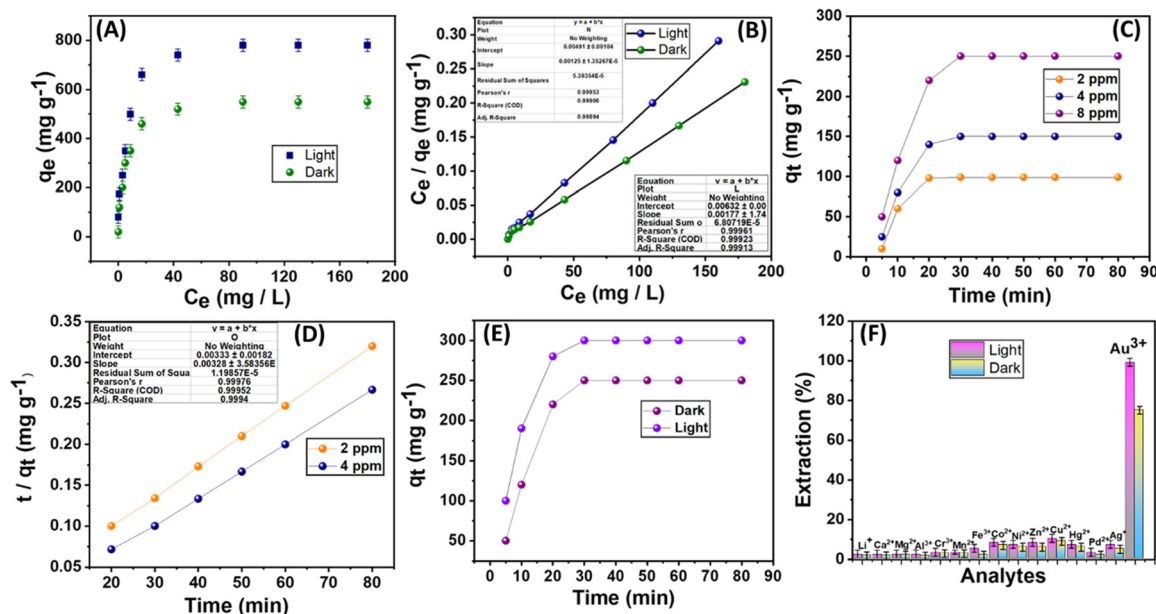 (A)
qe (mg g-1)
800
600
400
200
0
Light
Dark
0 40 80 120 160 200
Ce (mg / L)
(B)
Ce / qe (mg g-1)
0.30
0.25
0.20
0.15
0.10
0.05
0.00
Equation y = a + b*x
Plot N
Weight No Weighting
Intercept 0.00491 ± 0.00104
Slope 0.00125 ± 1.35267E-5
Residual Sum of Squares 5.39354E-5
Pearson's r 0.99953
R-Square (COD) 0.99906
Adj. R-Square 0.99894
Light
Dark
Equation y = a + b*x
Plot L
Weight No Weighting
Intercept 0.00632 ± 0.00
Slope 0.00177 ± 1.74
Residual Sum o 6.80719E-5
Pearson's r 0.99961
R-Square (COD) 0.99923
Adj. R-Square 0.99913
0 50 100 150 200
Ce (mg / L)
(C)
qt (mg g-1)
300
250
200
150
100
50
0
2 ppm
4 ppm
8 ppm
0 10 20 30 40 50 60 70 80 90
Time (min)
(D)
t / qt (mg g-1)
0.35
0.30
0.25
0.20
0.15
0.10
0.05
Equation y = a + b*x
Plot O
Weight No Weighting
Intercept 0.00333 ± 0.00182
Slope 0.00328 ± 3.58356E
Residual Sum of Squa 1.19857E-5
Pearson's r 0.99976
R-Square (COD) 0.99952
Adj. R-Square 0.9994
2 ppm
4 ppm
20 30 40 50 60 70 80
Time (min)
(E)
qt (mg g-1)
300
250
200
150
100
50
Dark
Light
0 10 20 30 40 50 60 70 80 90
Time (min)
(F)
Extraction (%)
120
100
80
60
40
20
0
Light
Dark
Au3+
Li+ Ca2+ Mg2+ Al3+ Cr3+ Mn2+ Fe3+ Co2+ Ni2+ Zn2+ Cu2+ Hg2+ Pd2+ Ag+
Analytes